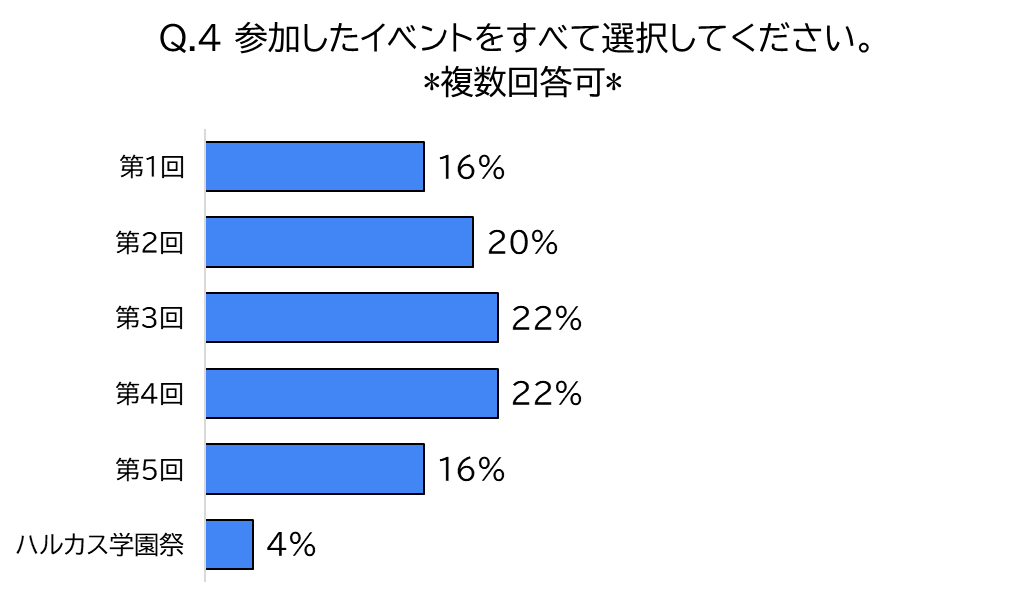 Q.4 参加したイベントをすべて選択してください。
*複数回答可*
第1回 16%
第2回 20%
第3回 22%
第4回 22%
第5回 16%
ハルカス学園祭 4%